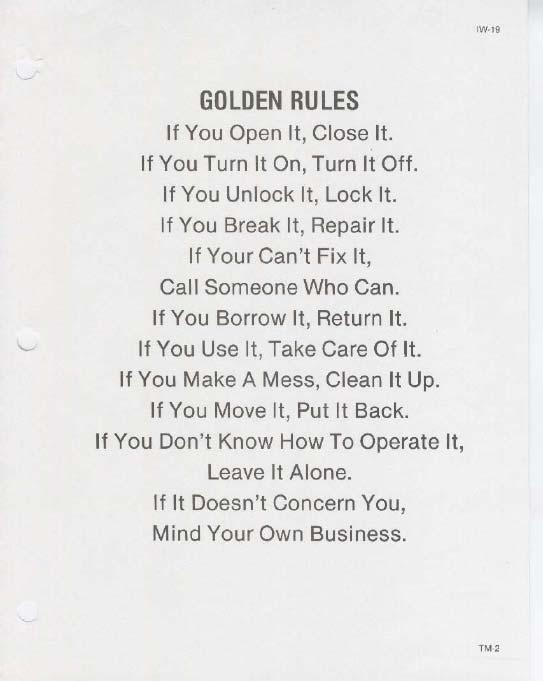 IW-19
GOLDEN RULES
If You Open It, Close It.
If You Turn It On, Turn It Off.
If You Unlock It, Lock It.
If You Break It, Repair It.
If Your Can't Fix It,
Call Someone Who Can.
If You Borrow It, Return It.
If You Use It, Take Care Of It.
If You Make A Mess, Clean It Up.
If You Move It, Put It Back.
If You Don't Know How To Operate It,
Leave It Alone.
If It Doesn't Concern You,
Mind Your Own Business.
TM-2